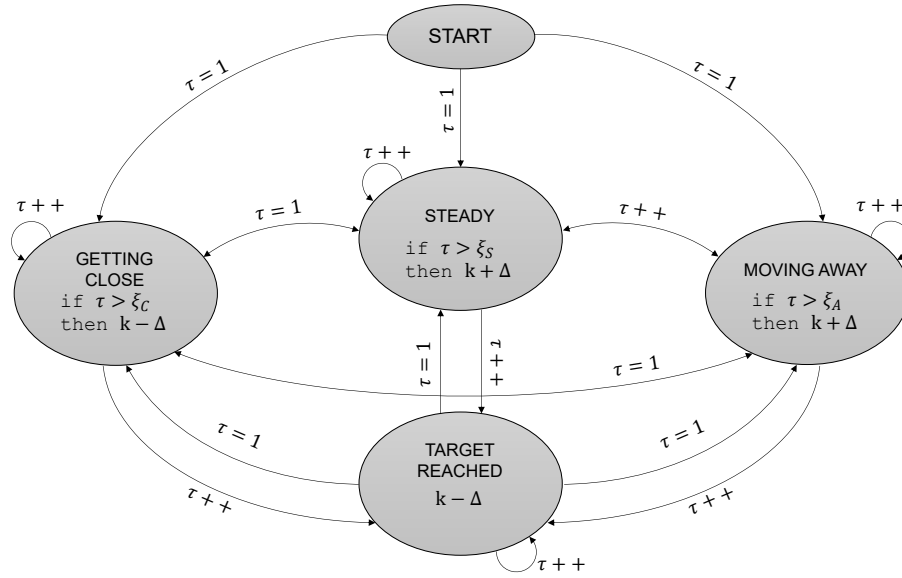 START
τ = 1
τ = 1
τ = 1
τ ++
τ ++
τ ++
τ = 1
τ ++
STEADY
if τ > ξ_S
then k + Δ
GETTING
CLOSE
if τ > ξ_C
then k − Δ
MOVING AWAY
if τ > ξ_A
then k + Δ
τ = 1
τ ++
τ = 1
τ = 1
τ = 1
τ ++
τ ++
TARGET
REACHED
k − Δ
τ ++